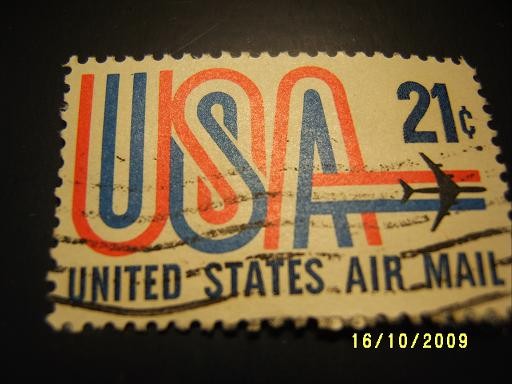 USA
21¢
UNITED STATES AIR MAIL
16/10/2009